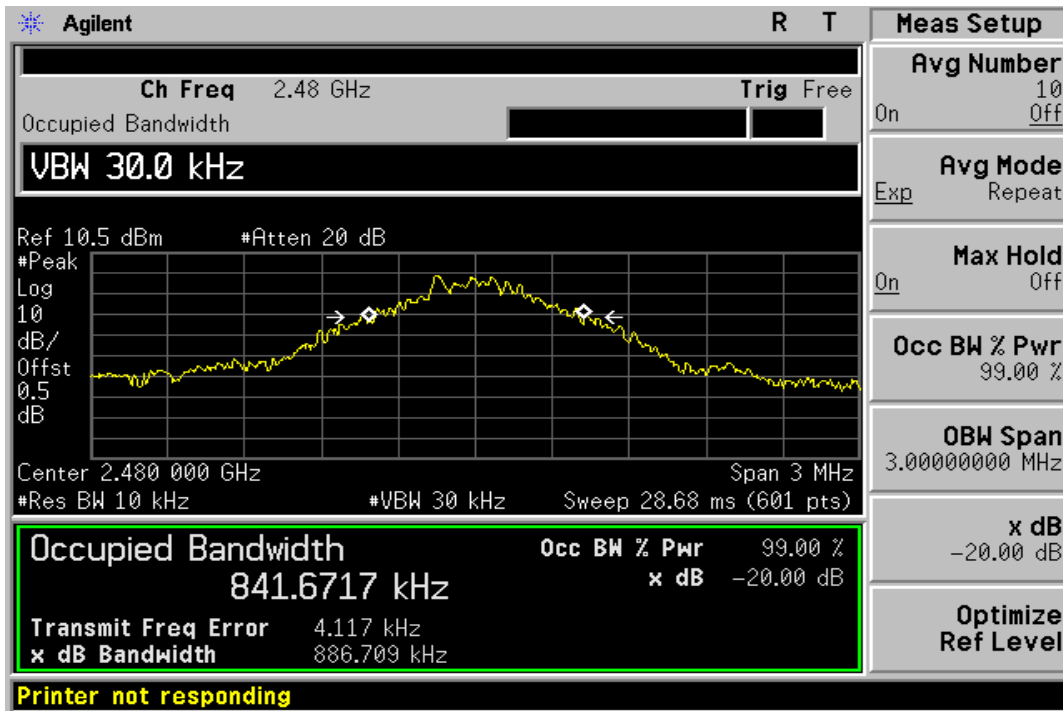 Agilent R T
Ch Freq 2.48 GHz Trig Free
Occupied Bandwidth
VBW 30.0 kHz
Ref 10.5 dBm #Atten 20 dB
#Peak
Log
10
dB/
Offst
0.5
dB
Center 2.480 000 GHz Span 3 MHz
#Res BW 10 kHz #VBW 30 kHz Sweep 28.68 ms (601 pts)
Occupied Bandwidth Occ BW % Pwr 99.00 %
841.6717 kHz x dB -20.00 dB
Transmit Freq Error 4.117 kHz
x dB Bandwidth 886.709 kHz
Printer not responding
Meas Setup
Avg Number
10
On Off
Avg Mode
Exp Repeat
Max Hold
On Off
Occ BW % Pwr
99.00 %
OBW Span
3.00000000 MHz
x dB
-20.00 dB
Optimize
Ref Level